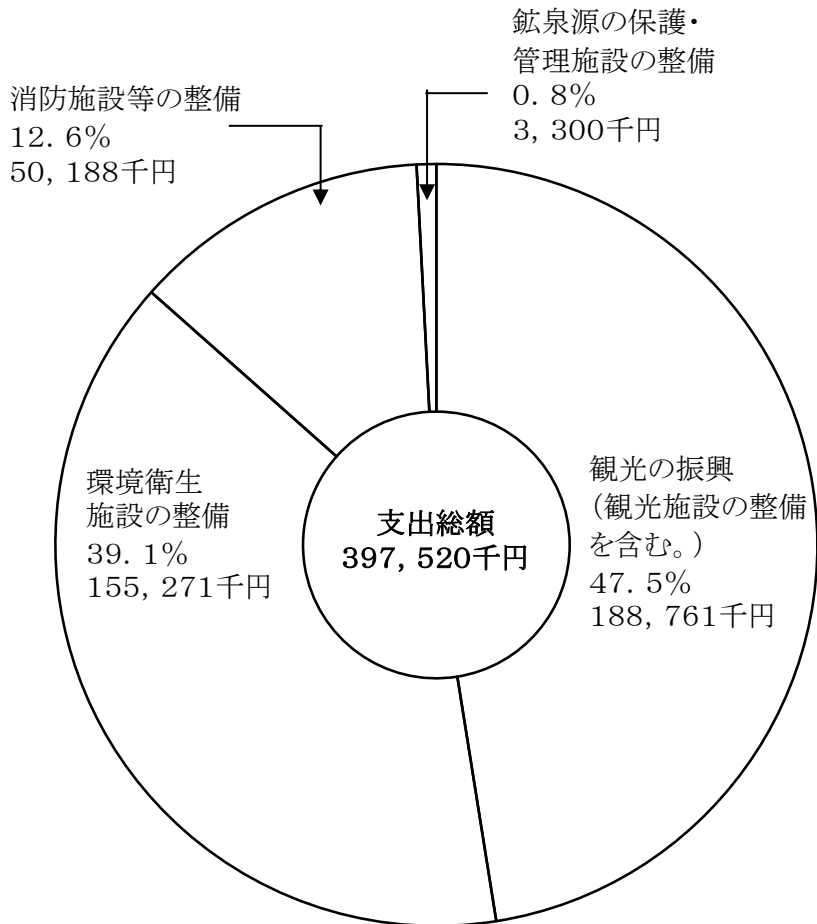 鉱泉源の保護・
管理施設の整備
0.8%
3,300千円
消防施設等の整備
12.6%
50,188千円
観光の振興
(観光施設の整備
を含む。)
47.5%
188,761千円
環境衛生
施設の整備
39.1%
155,271千円
支出総額
397,520千円